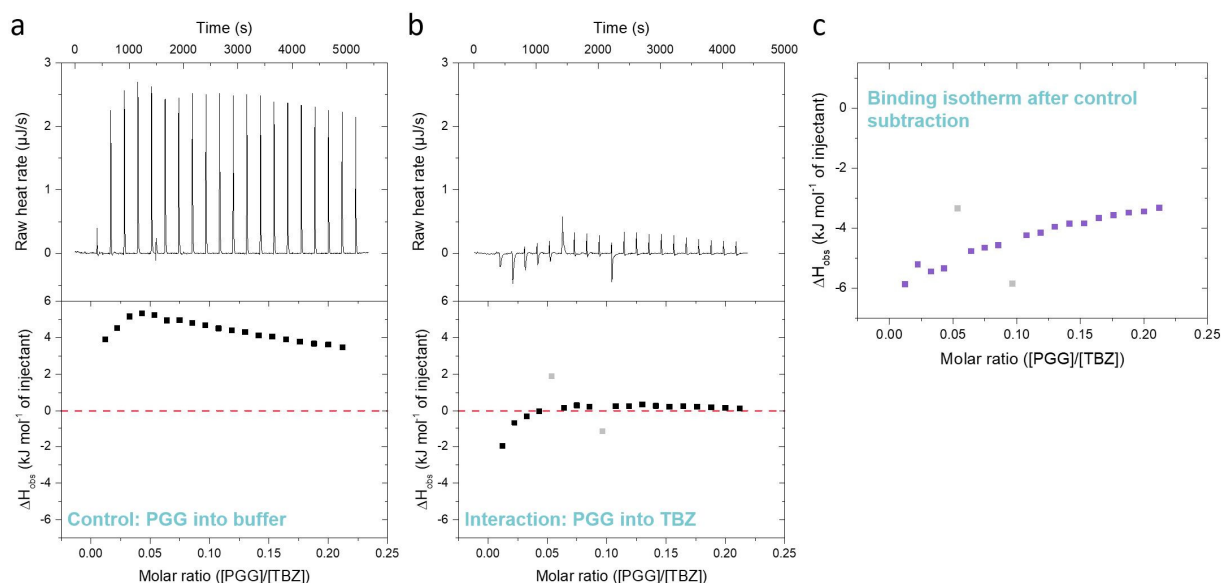 a
Time (s)
0 1000 2000 3000 4000 5000
3
2
1
0
Raw heat rate (µJ/s)
6
4
2
0
-2
-4
-6
ΔHobs (kJ mol-1 of injectant)
Control: PGG into buffer
0.00 0.05 0.10 0.15 0.20 0.25
Molar ratio ([PGG]/[TBZ])
b
Time (s)
0 1000 2000 3000 4000 5000
3
2
1
0
Raw heat rate (µJ/s)
6
4
2
0
-2
-4
-6
ΔHobs (kJ mol-1 of injectant)
Interaction: PGG into TBZ
0.00 0.05 0.10 0.15 0.20 0.25
Molar ratio ([PGG]/[TBZ])
c
Binding isotherm after control
subtraction
0
-2
-4
-6
ΔHobs (kJ mol-1 of injectant)
0.00 0.05 0.10 0.15 0.20 0.25
Molar ratio ([PGG]/[TBZ])